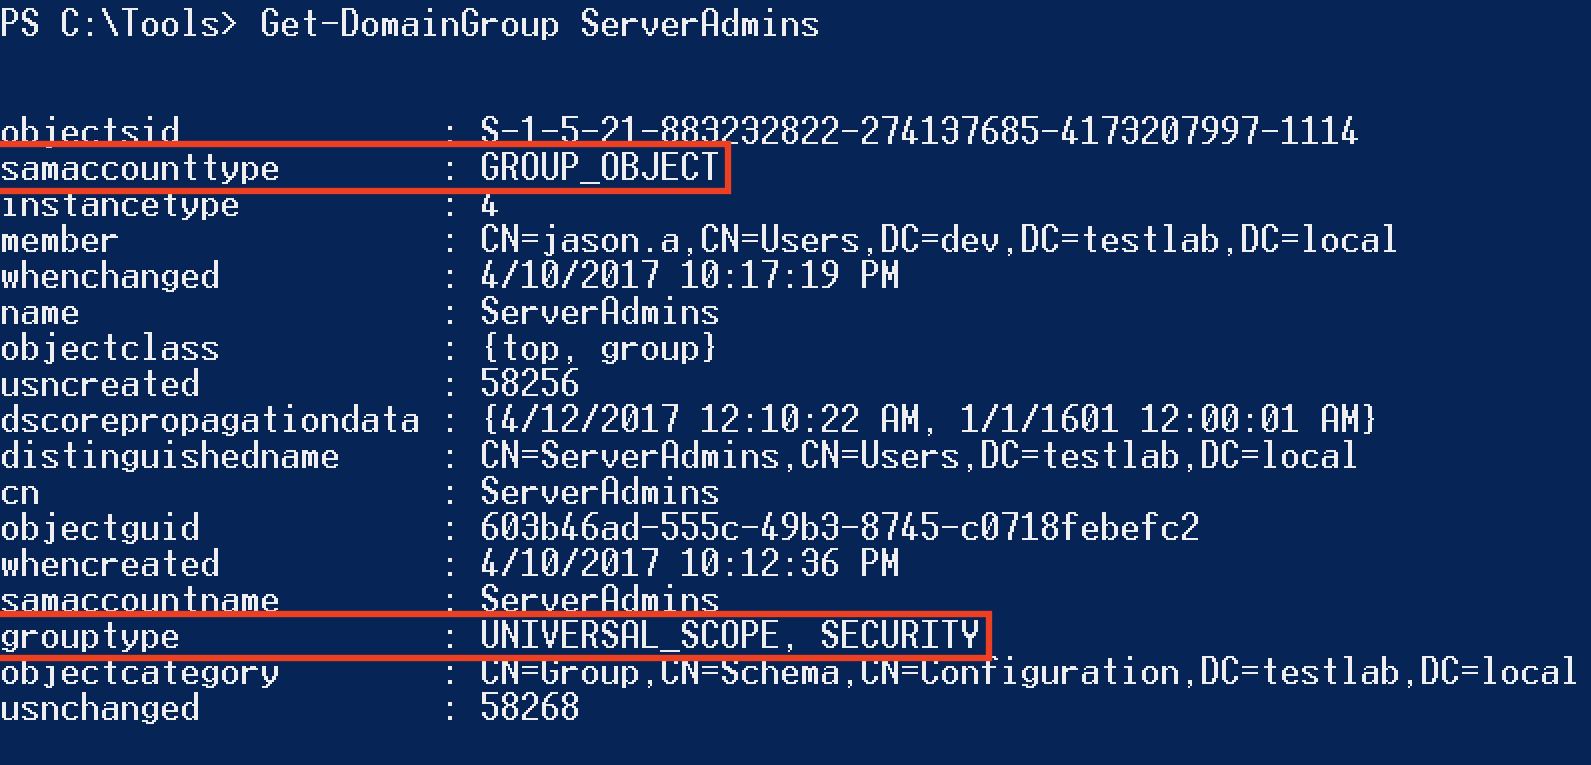 PS C:\Tools> Get-DomainGroup ServerAdmins
objectsid : S-1-5-21-883232822-274137685-4173207997-1114
samaccounttype : GROUP_OBJECT
instancetype : 4
member : CN=jason.a,CN=Users,DC=dev,DC=testlab,DC=local
whenchanged : 4/10/2017 10:17:19 PM
name : ServerAdmins
objectclass : {top, group}
usncreated : 58256
dscorepropagationdata : {4/12/2017 12:10:22 AM, 1/1/1601 12:00:01 AM}
distinguishedname : CN=ServerAdmins,CN=Users,DC=testlab,DC=local
cn : ServerAdmins
objectguid : 603b46ad-555c-49b3-8745-c0718febefc2
whencreated : 4/10/2017 10:12:36 PM
samaccountname : ServerAdmins
grouptype : UNIVERSAL_SCOPE, SECURITY
objectcategory : CN=Group,CN=Schema,CN=Configuration,DC=testlab,DC=local
usnchanged : 58268